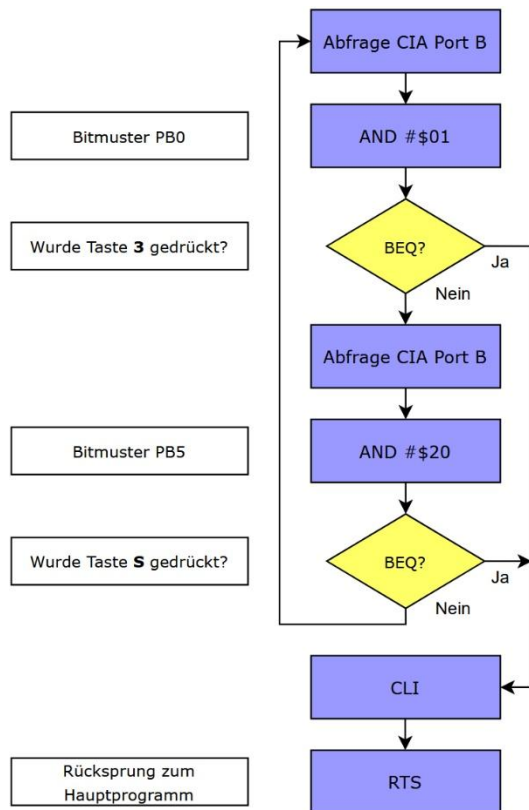 Abfrage CIA Port B
Bitmuster PB0
AND #$01
Wurde Taste 3 gedrückt?
BEQ?
Ja
Nein
Abfrage CIA Port B
Bitmuster PB5
AND #$20
Wurde Taste S gedrückt?
BEQ?
Ja
Nein
CLI
Rücksprung zum
Hauptprogramm
RTS